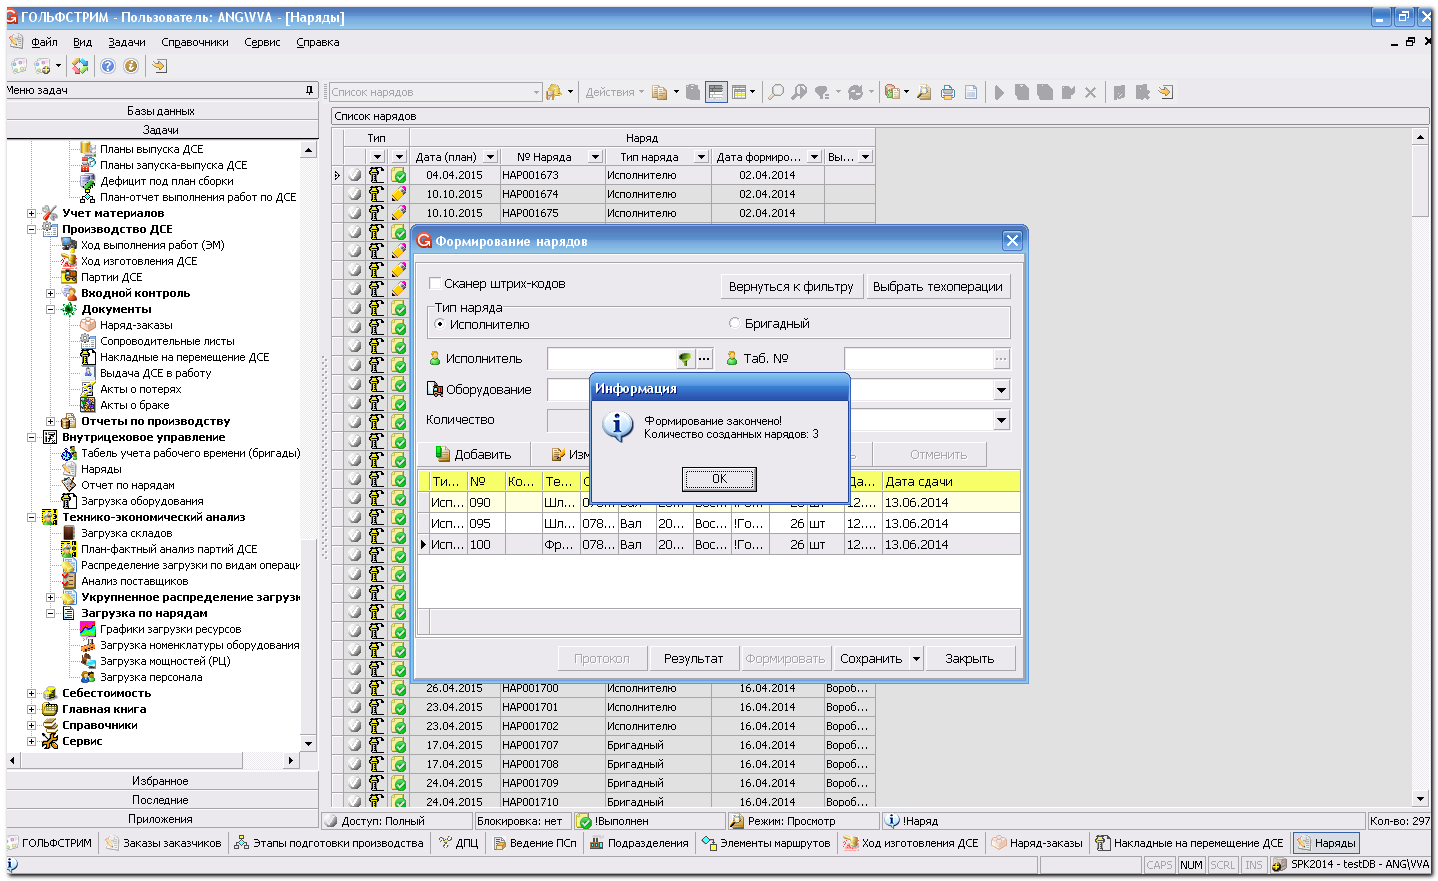 ГОЛЬФСТРИМ - Пользователь: ANG\VVA - [Наряды]
Файл Вид Задачи Справочники Сервис Справка
Меню задач
Базы данных
Задачи
Планы выпуска ДСЕ
Планы запуска-выпуска ДСЕ
Дефицит под план сборки
План-отчет выполнения работ по ДСЕ
Учет материалов
Производство ДСЕ
Ход выполнения работ (ЭМ)
Ход изготовления ДСЕ
Партии ДСЕ
Входной контроль
Документы
Наряд-заказы
Сопроводительные листы
Накладные на перемещение ДСЕ
Выдача ДСЕ в работу
Акты о потерях
Акты о браке
Отчеты по производству
Внутрицеховое управление
Табель учета рабочего времени (бригады)
Наряды
Отчет по нарядам
Загрузка оборудования
Технико-экономический анализ
Загрузка складов
План-фактный анализ партий ДСЕ
Распределение загрузки по видам операци
Анализ поставщиков
Укрупненное распределение загрузк
Загрузка по нарядам
Графики загрузки ресурсов
Загрузка номенклатуры оборудования
Загрузка мощностей (РЦ)
Загрузка персонала
Себестоимость
Главная книга
Справочники
Сервис
Избранное
Последние
Приложения
Список нарядов Действия
Список нарядов
Тип Наряд
Дата (план) № Наряда Тип наряда Дата формиро... Вы...
04.04.2015 НАР001673 Исполнителю 02.04.2014
10.10.2015 НАР001674 Исполнителю 02.04.2014
10.10.2015 НАР001675 Исполнителю 02.04.2014
Формирование нарядов
Сканер штрих-кодов Вернуться к фильтру Выбрать техоперации
Тип наряда
Исполнителю Бригадный
Исполнитель ... Таб. № ...
Оборудование
Количество
Добавить Изм Отменить
Информация
Формирование закончено!
Количество созданных нарядов: 3
OK
Ти... № Ко... Те... Да... Дата сдачи
Исп... 090 Шл... 12.... 13.06.2014
Исп... 095 Шл... 078... Вал 20... Вос... !Го... 26 шт 12.... 13.06.2014
Исп... 100 Фр... 078... Вал 20... Вос... !Го... 26 шт 12.... 13.06.2014
Протокол Результат Формировать Сохранить Закрыть
26.04.2015 НАР001700 Исполнителю 16.04.2014 Вороб...
23.04.2015 НАР001701 Исполнителю 16.04.2014 Вороб...
23.04.2015 НАР001702 Исполнителю 16.04.2014 Вороб...
17.04.2015 НАР001707 Бригадный 16.04.2014 Вороб...
17.04.2015 НАР001708 Бригадный 16.04.2014 Вороб...
24.04.2015 НАР001709 Бригадный 16.04.2014 Вороб...
24.04.2015 НАР001710 Бригадный 16.04.2014 Вороб...
Доступ: Полный Блокировка: нет !Выполнен Режим: Просмотр !Наряд Кол-во: 297
ГОЛЬФСТРИМ Заказы заказчиков Этапы подготовки производства ДПЦ Ведение ПСп Подразделения Элементы маршрутов Ход изготовления ДСЕ Наряд-заказы Накладные на перемещение ДСЕ Наряды
CAPS NUM SCRL INS SPK2014 - testDB - ANG\VVA